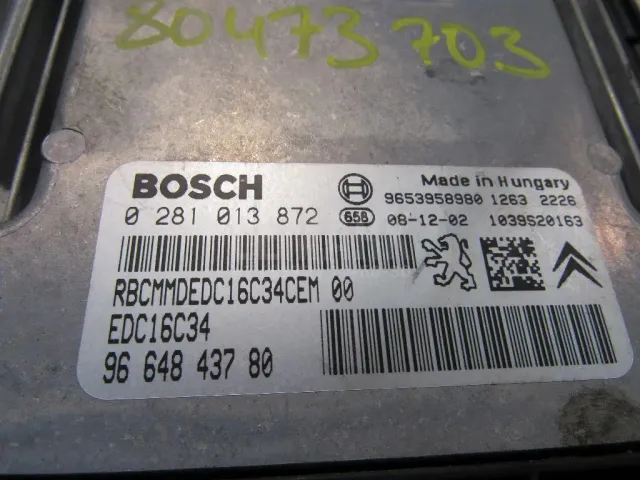 80473703
BOSCH
Made in Hungary
9653958980 1263 2226
0 281 013 872
656 08-12-02 1039S20163
RBCMMDEDC16C34CEM 00
EDC16C34
96 648 437 80